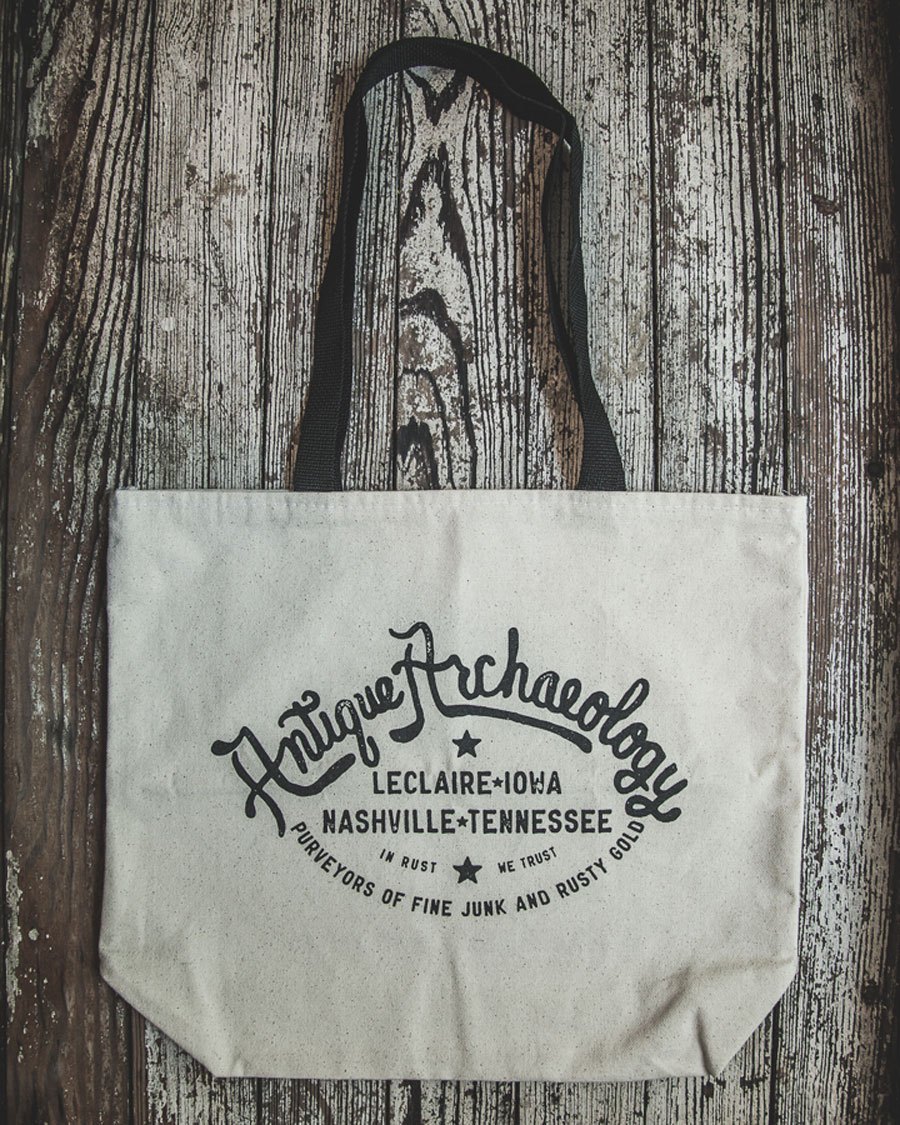 Antique Archaeology
LECLAIRE★IOWA
NASHVILLE★TENNESSEE
IN RUST ★ WE TRUST
PURVEYORS OF FINE JUNK AND RUSTY GOLD